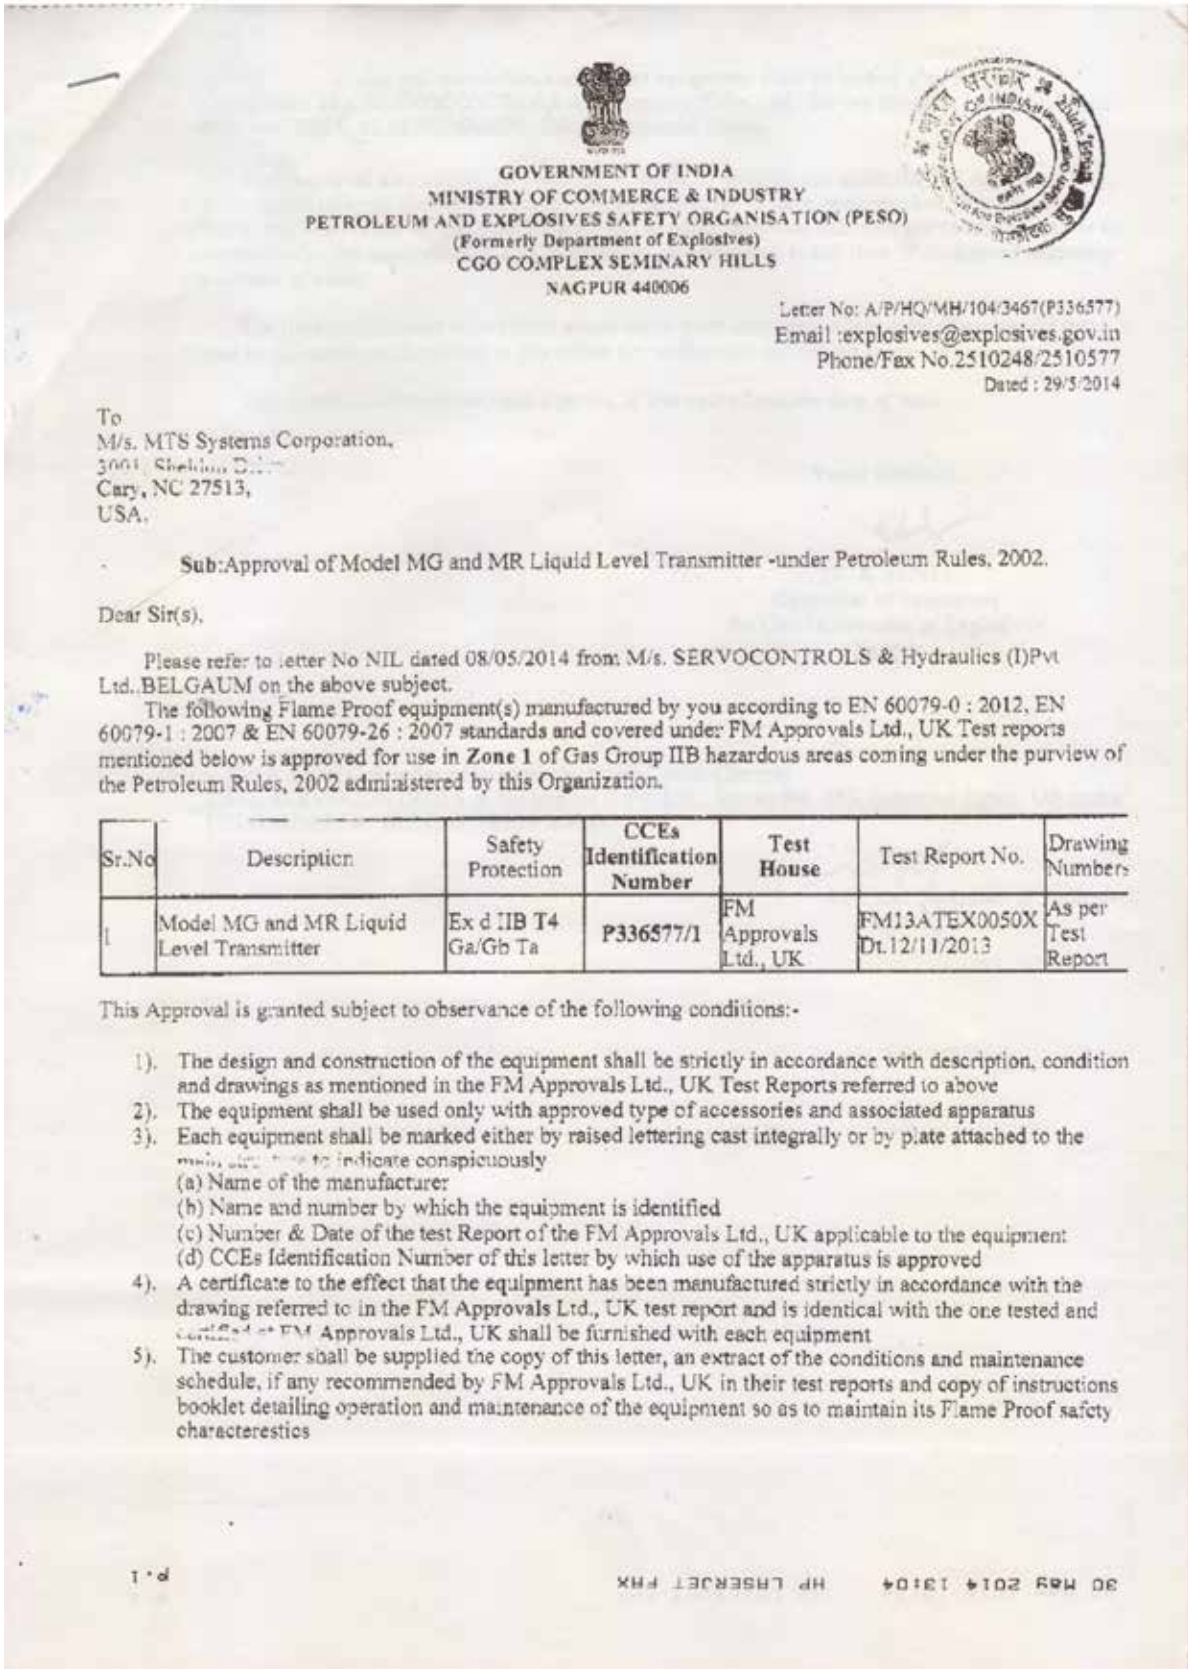 GOVERNMENT OF INDIA
MINISTRY OF COMMERCE & INDUSTRY
PETROLEUM AND EXPLOSIVES SAFETY ORGANISATION (PESO)
(Formerly Department of Explosives)
CGO COMPLEX SEMINARY HILLS
NAGPUR 440006
Letter No: A/P/HQ/MH/104/3467(P336577)
Email :explosives@explosives.gov.in
Phone/Fax No.2510248/2510577
Dated : 29/5/2014
To
M/s. MTS Systems Corporation,
3001, Sheldon
Cary, NC 27513,
USA.
Sub:Approval of Model MG and MR Liquid Level Transmitter -under Petroleum Rules, 2002.
Dear Sir(s),
Please refer to letter No NIL dated 08/05/2014 from M/s. SERVOCONTROLS & Hydraulics (I)Pvt
Ltd.,BELGAUM on the above subject.
The following Flame Proof equipment(s) manufactured by you according to EN 60079-0 : 2012, EN
60079-1 : 2007 & EN 60079-26 : 2007 standards and covered under FM Approvals Ltd., UK Test reports
mentioned below is approved for use in Zone 1 of Gas Group IIB hazardous areas coming under the purview of
the Petroleum Rules, 2002 administered by this Organization.
Sr.No Description Safety Protection CCEs Identification Number Test House Test Report No. Drawing Numbers
1 Model MG and MR Liquid Level Transmitter Ex d IIB T4 Ga/Gb Ta P336577/1 FM Approvals Ltd., UK FM13ATEX0050X Dt.12/11/2013 As per Test Report
This Approval is granted subject to observance of the following conditions:-
1). The design and construction of the equipment shall be strictly in accordance with description, condition
and drawings as mentioned in the FM Approvals Ltd., UK Test Reports referred to above
2). The equipment shall be used only with approved type of accessories and associated apparatus
3). Each equipment shall be marked either by raised lettering cast integrally or by plate attached to the
main to indicate conspicuously
(a) Name of the manufacturer
(b) Name and number by which the equipment is identified
(c) Number & Date of the test Report of the FM Approvals Ltd., UK applicable to the equipment
(d) CCEs Identification Number of this letter by which use of the apparatus is approved
4). A certificate to the effect that the equipment has been manufactured strictly in accordance with the
drawing referred to in the FM Approvals Ltd., UK test report and is identical with the one tested and
certified at FM Approvals Ltd., UK shall be furnished with each equipment
5). The customer shall be supplied the copy of this letter, an extract of the conditions and maintenance
schedule, if any recommended by FM Approvals Ltd., UK in their test reports and copy of instructions
booklet detailing operation and maintenance of the equipment so as to maintain its Flame Proof safety
characterestics
30 May 2014 13:04 HP LASERJET FAX p.1